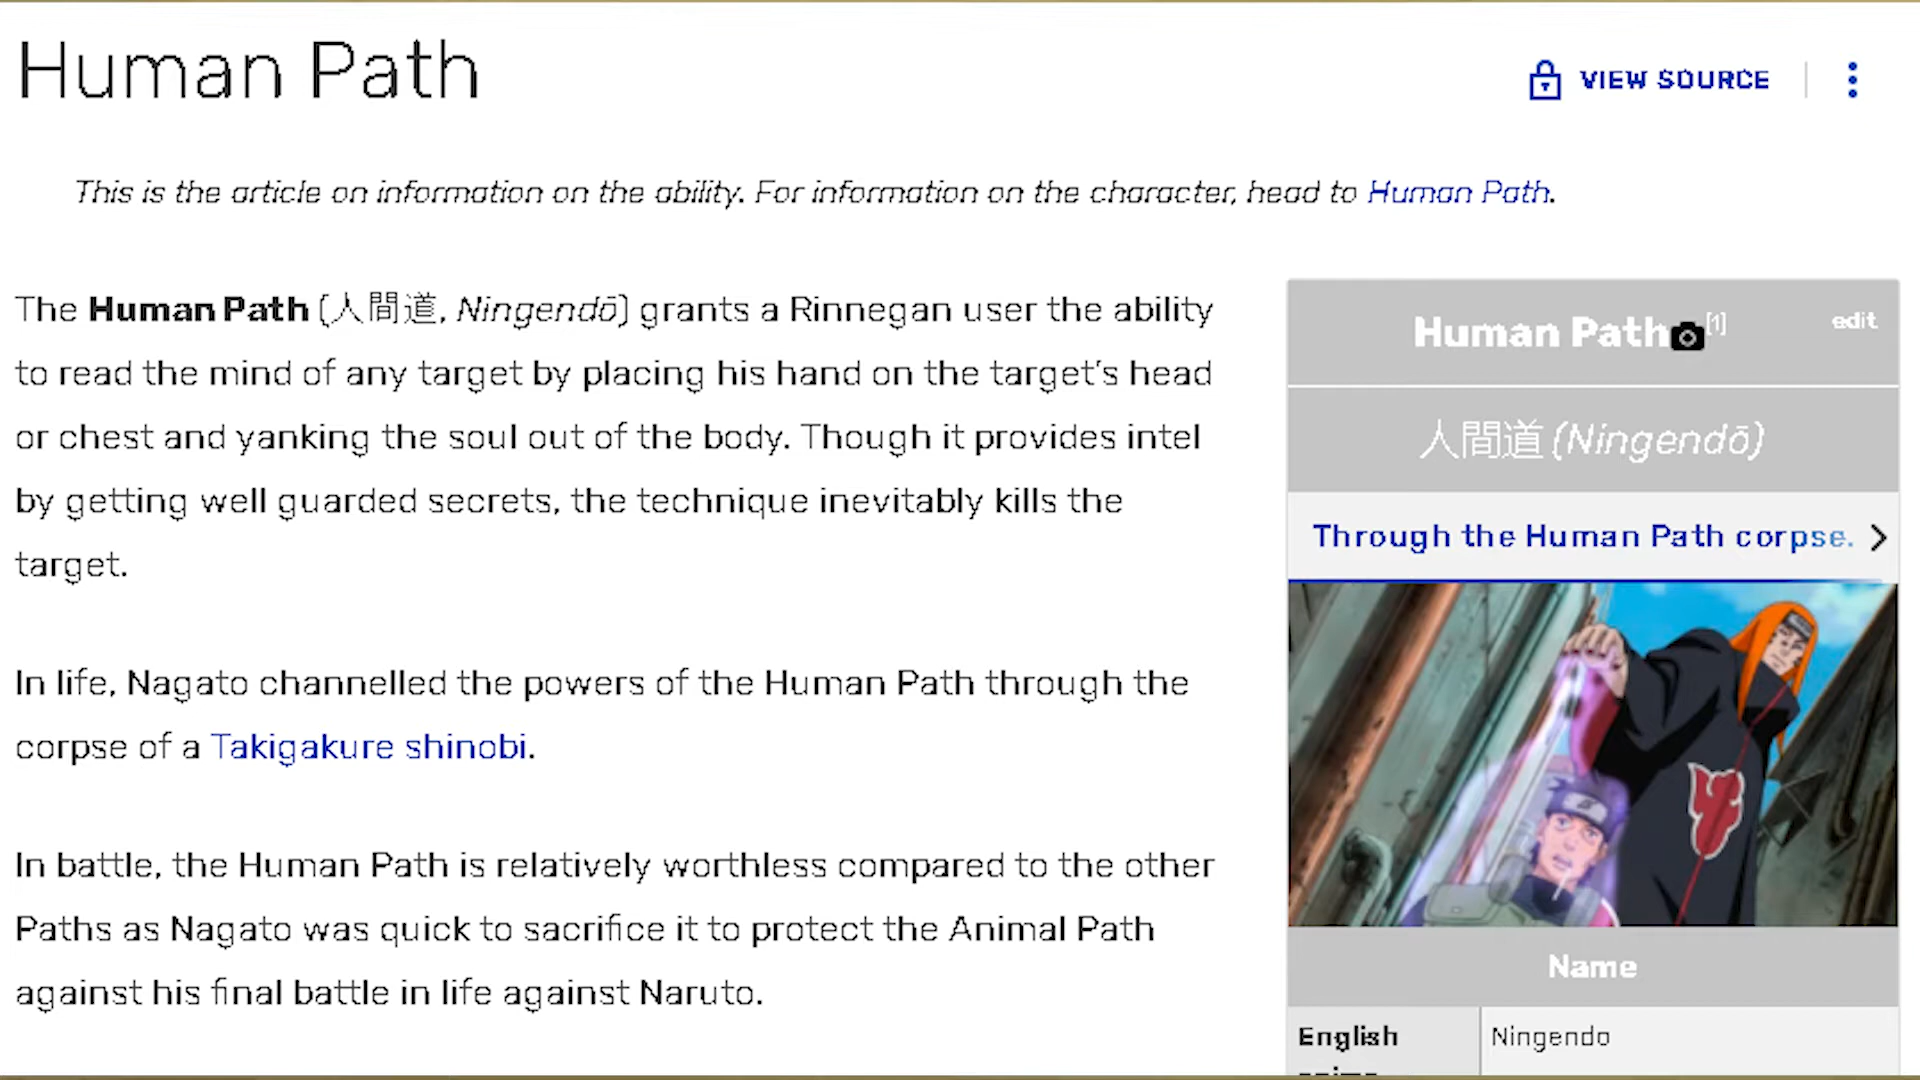 Human Path
VIEW SOURCE
This is the article on information on the ability. For information on the character, head to Human Path.
The Human Path (人間道, Ningendō) grants a Rinnegan user the ability
to read the mind of any target by placing his hand on the target's head
or chest and yanking the soul out of the body. Though it provides intel
by getting well guarded secrets, the technique inevitably kills the
target.
In life, Nagato channelled the powers of the Human Path through the
corpse of a Takigakure shinobi.
In battle, the Human Path is relatively worthless compared to the other
Paths as Nagato was quick to sacrifice it to protect the Animal Path
against his final battle in life against Naruto.
Human Path [1]
edit
人間道 (Ningendō)
Through the Human Path corpse.
Name
English
Ningendo